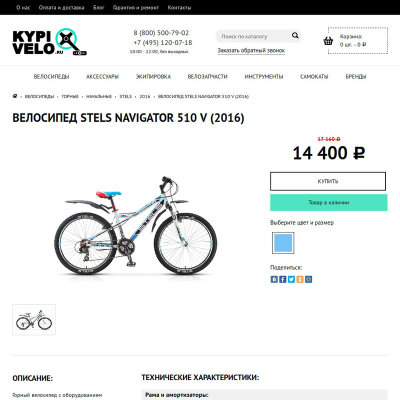 О нас Оплата и доставка Блог Гарантия и ремонт Контакты
KYPI VELO .RU
8 (800) 500-79-02
+7 (495) 120-07-18
10:00 - 22:00, без выходных
Заказать обратный звонок
Поиск по каталогу
Корзина:
0 шт. - 0 ₽
ВЕЛОСИПЕДЫ АКСЕССУАРЫ ЭКИПИРОВКА ВЕЛОЗАПЧАСТИ ИНСТРУМЕНТЫ САМОКАТЫ БРЕНДЫ
ВЕЛОСИПЕДЫ ГОРНЫЕ НАЧАЛЬНЫЕ STELS 2016 ВЕЛОСИПЕД STELS NAVIGATOR 510 V (2016)
ВЕЛОСИПЕД STELS NAVIGATOR 510 V (2016)
17 160 ₽
14 400 ₽
КУПИТЬ
Товар в наличии
Выберите цвет и размер
Поделиться:
ОПИСАНИЕ:
ТЕХНИЧЕСКИЕ ХАРАКТЕРИСТИКИ:
Горный велосипед с оборудованием
Рама и амортизаторы: